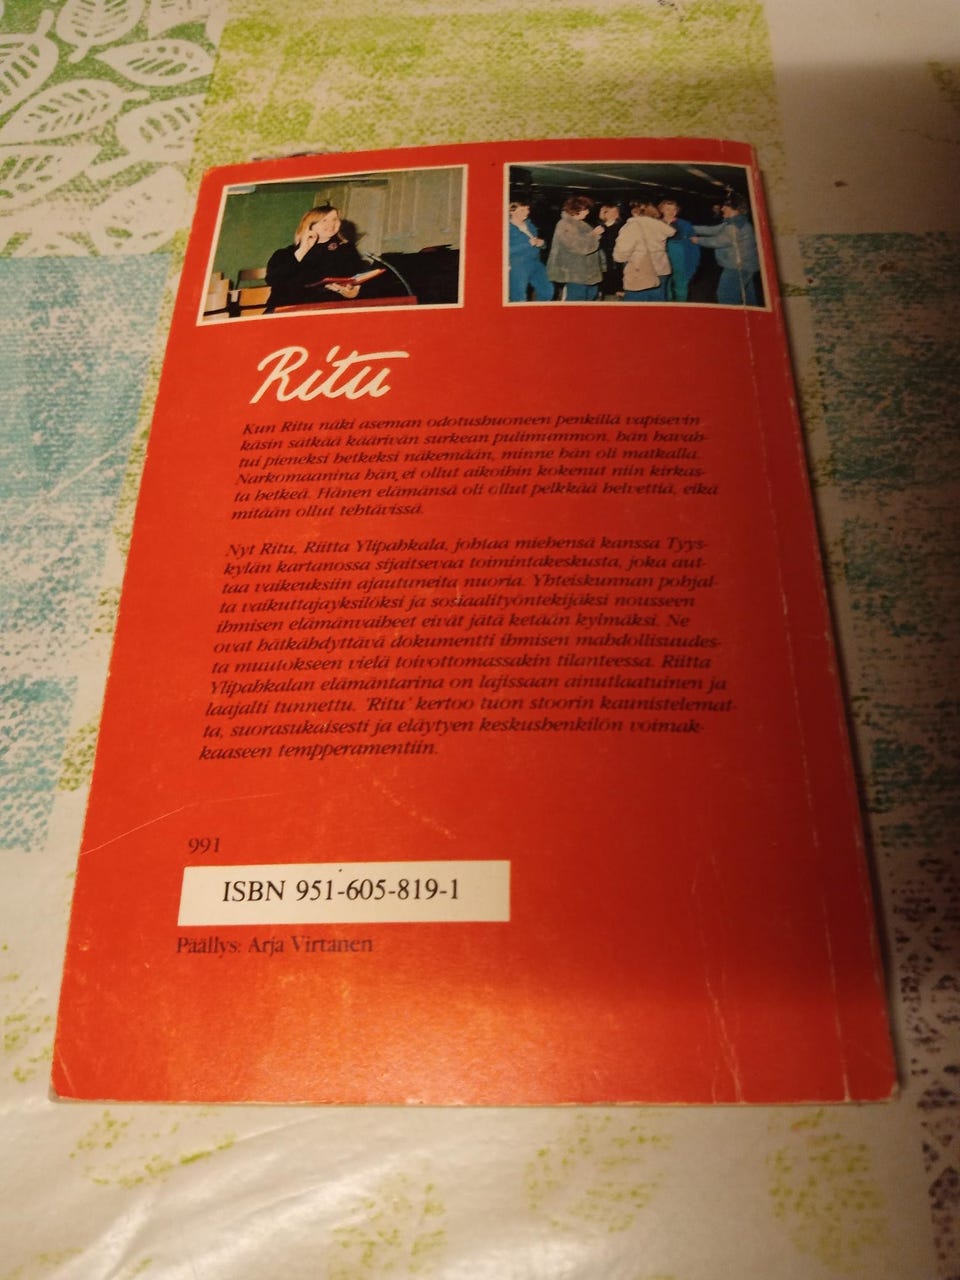 Ritu
Kun Ritu näki aseman odotushuoneen penkillä vapisevin
käsin sätkää käärivän surkean pulimummon, hän havah-
tui pieneksi hetkeksi näkemään, minne hän oli matkalla.
Narkomaanina hän ei ollut aikoihin kokenut niin kirkas-
ta hetkeä. Hänen elämänsä oli ollut pelkkää helvettiä, eikä
mitään ollut tehtävissä.
Nyt Ritu, Riitta Ylipahkala, johtaa miehensä kanssa Tyys-
kylän kartanossa sijaitsevaa toimintakeskusta, joka aut-
taa vaikeuksiin ajautuneita nuoria. Yhteiskunnan pohjal-
ta vaikuttajayksilöksi ja sosiaalityöntekijäksi nousseen
ihmisen elämänvaiheet eivät jätä ketään kylmäksi. Ne
ovat hätkähdyttävä dokumentti ihmisen mahdollisuudes-
ta muutokseen vielä toivottomassakin tilanteessa. Riitta
Ylipahkalan elämäntarina on lajissaan ainutlaatuinen ja
laajalti tunnettu. 'Ritu' kertoo tuon stoorin kaunistelemat-
ta, suorasukaisesti ja eläytyen keskushenkilön voimak-
kaaseen tempperamentiin.
991
ISBN 951-605-819-1
Päällys: Arja Virtanen